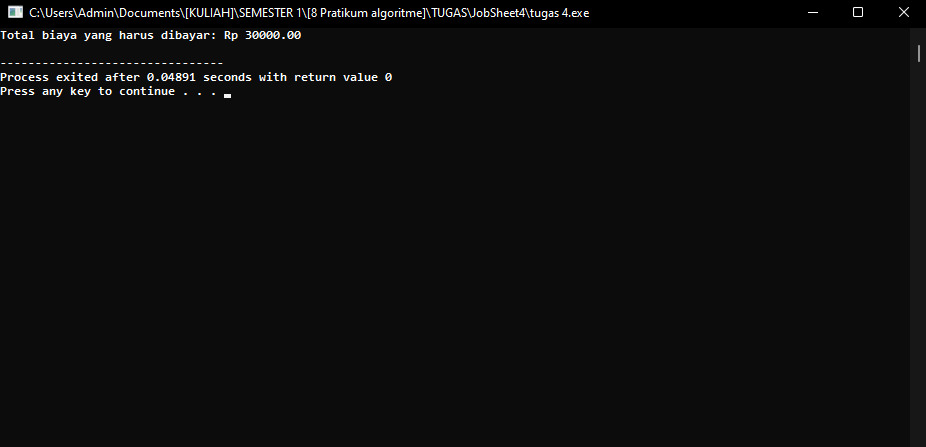 C:\Users\Admin\Documents\[KULIAH]\SEMESTER 1\[8 Pratikum algoritme]\TUGAS\JobSheet4\tugas 4.exe
Total biaya yang harus dibayar: Rp 30000.00
--------------------------------
Process exited after 0.04891 seconds with return value 0
Press any key to continue . . .